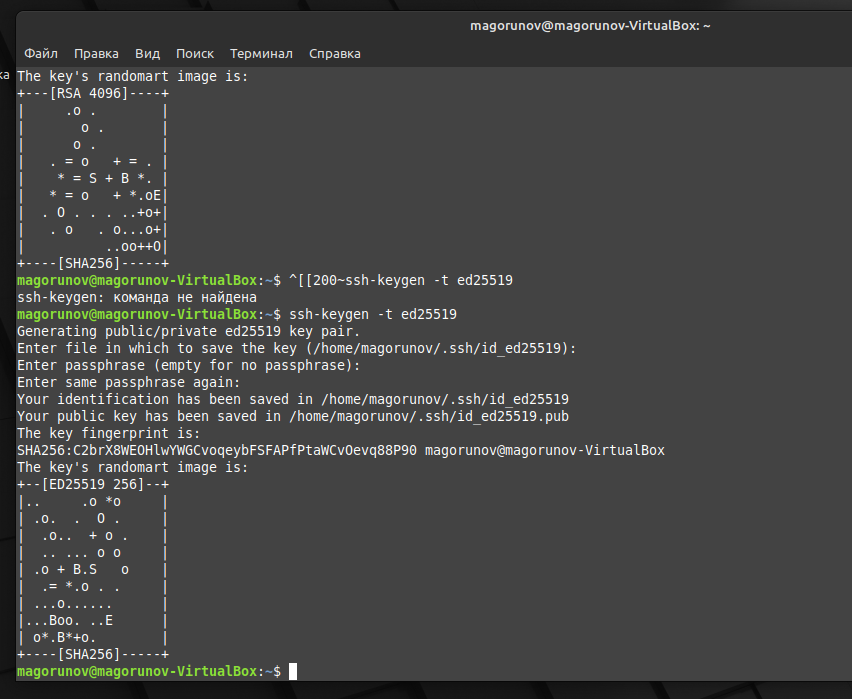 magorunov@magorunov-VirtualBox: ~
Файл Правка Вид Поиск Терминал Справка
ка
The key's randomart image is:
+---[RSA 4096]----+
|     .o .        |
|       o .       |
|      o .        |
|   . = o   + = . |
|    * = S + B *. |
|   * = o   + *.oE|
|  . O . . . ..+o+|
|   . o   . o...o+|
|          ..oo++O|
+----[SHA256]-----+
magorunov@magorunov-VirtualBox:~$ ^[[200~ssh-keygen -t ed25519
ssh-keygen: команда не найдена
magorunov@magorunov-VirtualBox:~$ ssh-keygen -t ed25519
Generating public/private ed25519 key pair.
Enter file in which to save the key (/home/magorunov/.ssh/id_ed25519):
Enter passphrase (empty for no passphrase):
Enter same passphrase again:
Your identification has been saved in /home/magorunov/.ssh/id_ed25519
Your public key has been saved in /home/magorunov/.ssh/id_ed25519.pub
The key fingerprint is:
SHA256:C2brX8WEOHlwYWGCvoqeybFSFAPfPtaWCvOevq88P90 magorunov@magorunov-VirtualBox
The key's randomart image is:
+--[ED25519 256]--+
|..     .o *o     |
| .o.  .  O .     |
|  .o..  + o .    |
|  .. ... o o     |
| .o + B.S   o    |
|  .= *.o . .     |
| ...o......      |
|...Boo. ..E      |
| o*.B*+o.        |
+----[SHA256]-----+
magorunov@magorunov-VirtualBox:~$